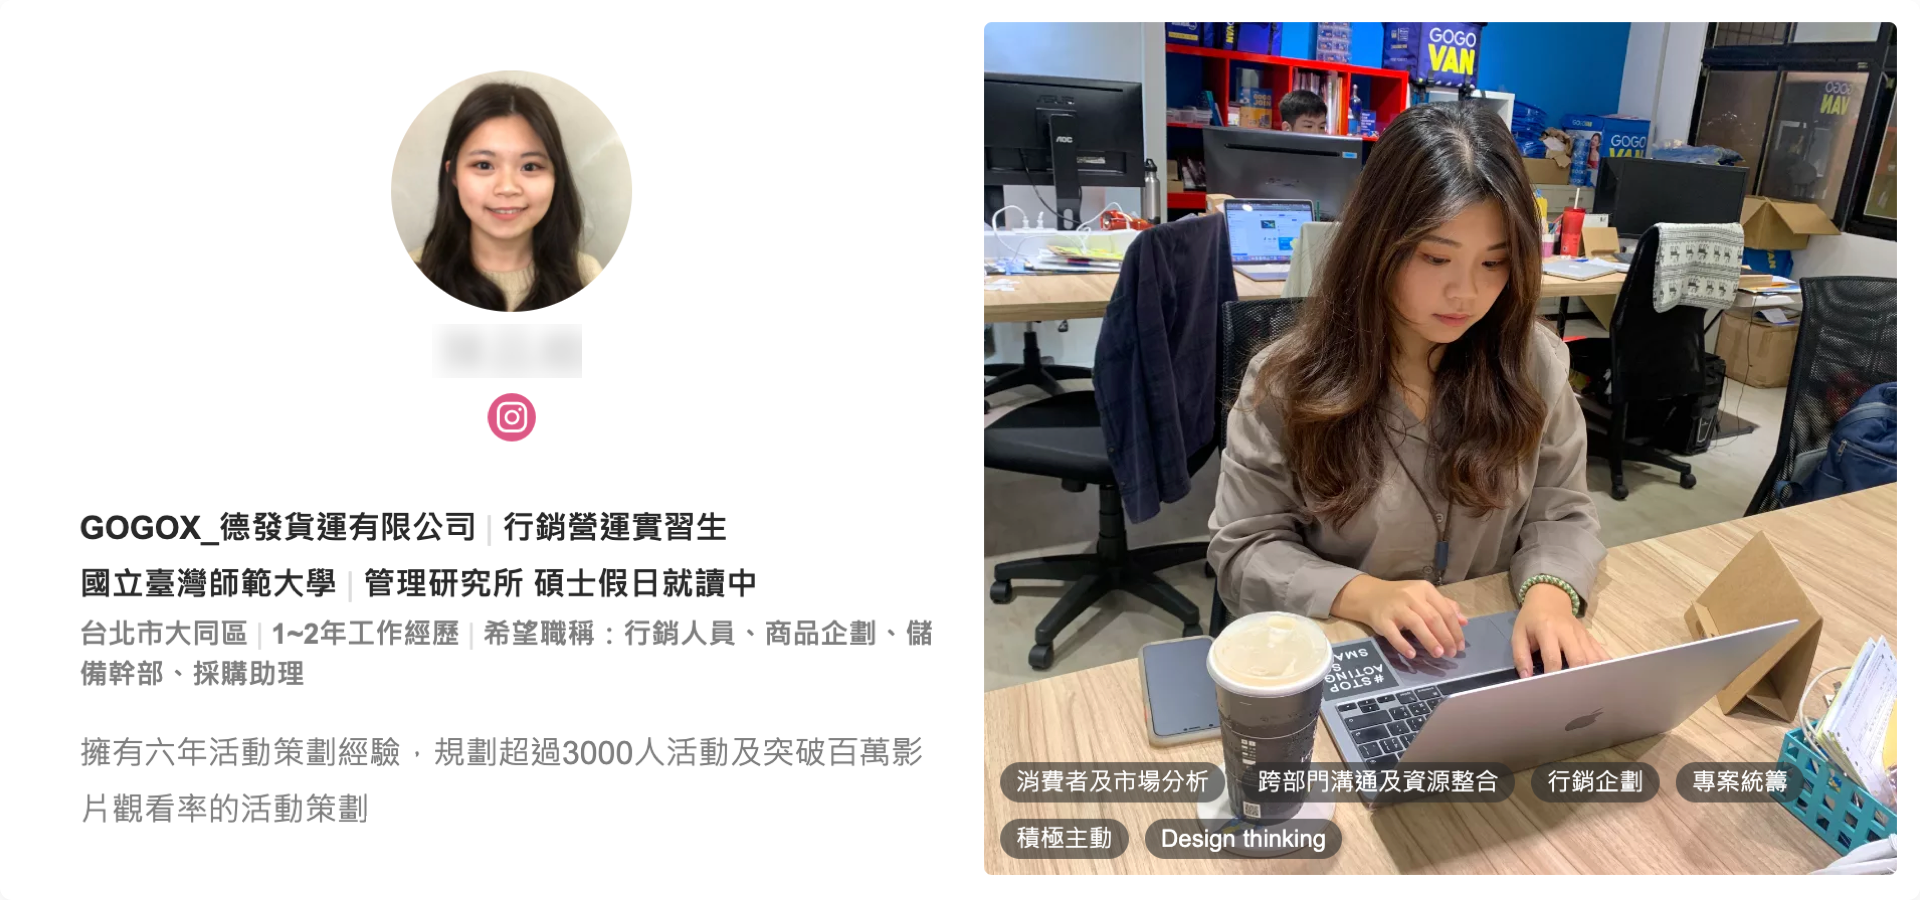 GOGOX_德發貨運有限公司 | 行銷營運實習生
國立臺灣師範大學 | 管理研究所 碩士假日就讀中
台北市大同區 | 1~2年工作經歷 | 希望職稱：行銷人員、商品企劃、儲
備幹部、採購助理
擁有六年活動策劃經驗，規劃超過3000人活動及突破百萬影
片觀看率的活動策劃
GOGO
VAN
GOGO
VAN
GOGO
VAN
AOC
#STOP
ACTING
SMA
消費者及市場分析
跨部門溝通及資源整合
行銷企劃
專案統籌
積極主動
Design thinking